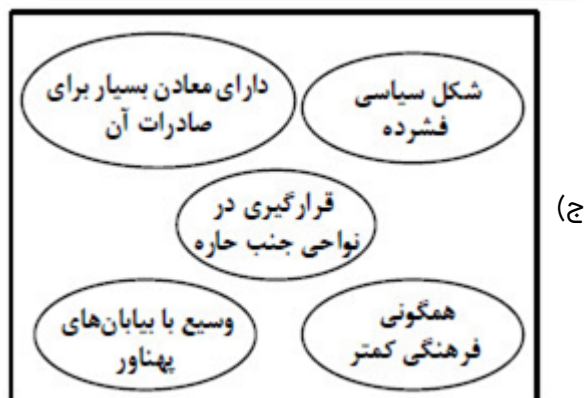 شکل سیاسی
فشرده
دارای معادن بسیار برای
صادرات آن
قرارگیری در
نواحی جنب حاره
ج)
همگونی
فرهنگی کمتر
وسیع با بیابان‌های
پهناور